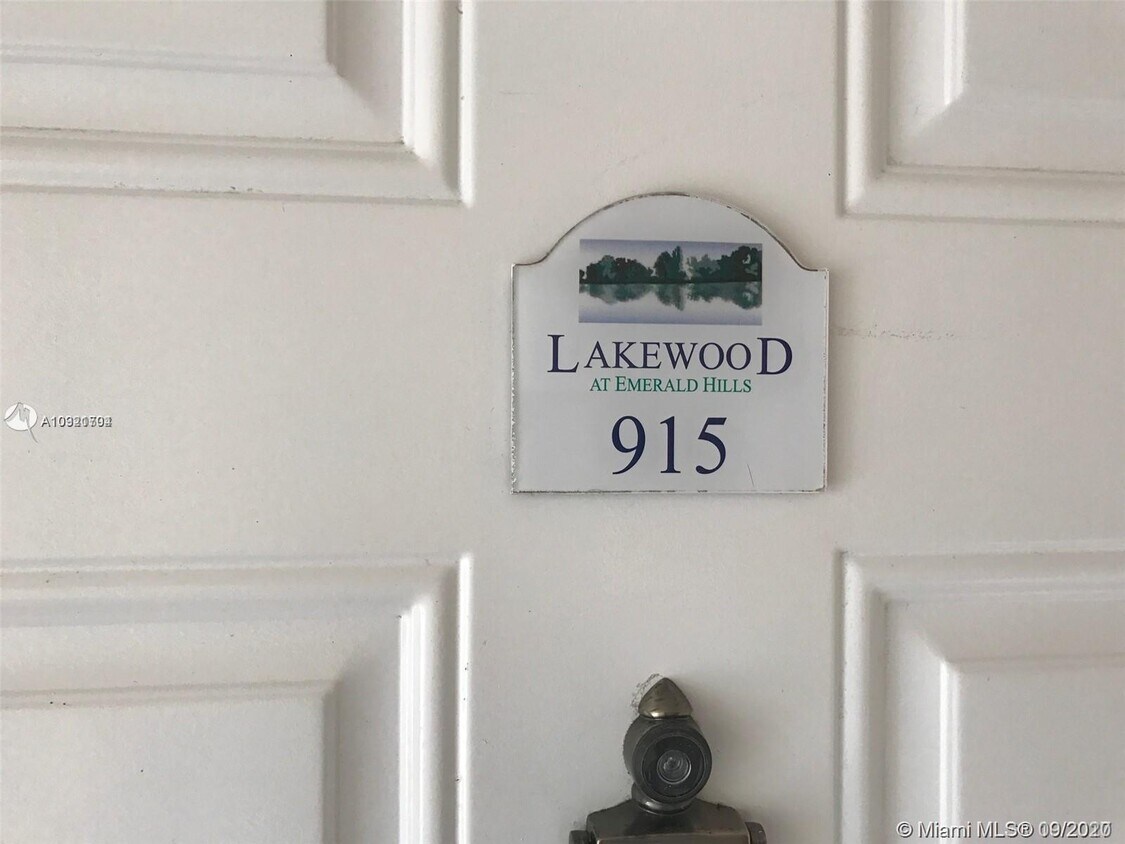 LAKEWOOD
AT EMERALD HILLS
915
© Miami MLS®